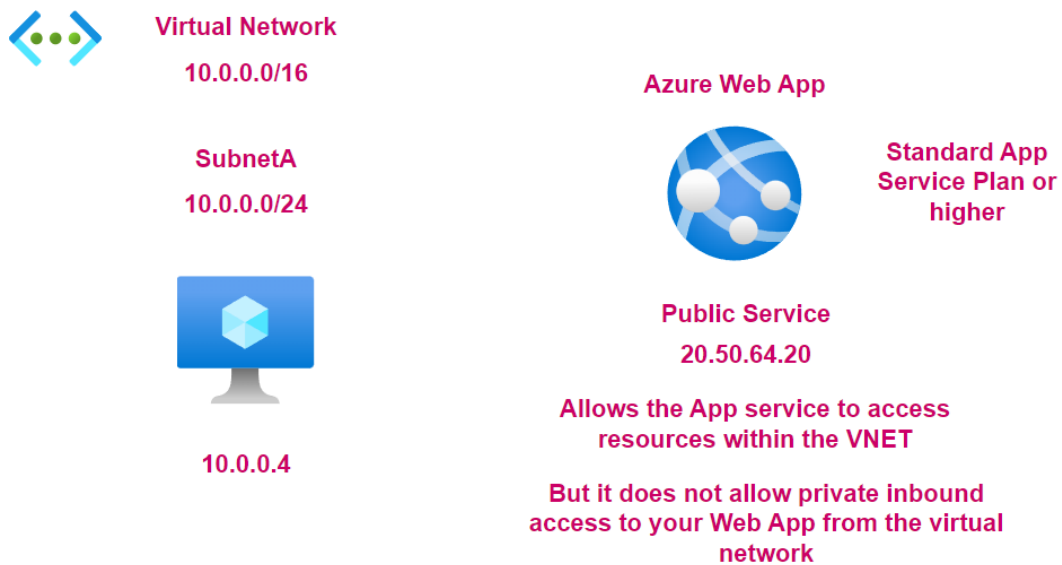 Virtual Network
10.0.0.0/16
SubnetA
10.0.0.0/24
10.0.0.4
Azure Web App
Standard App
Service Plan or
higher
Public Service
20.50.64.20
Allows the App service to access
resources within the VNET
But it does not allow private inbound
access to your Web App from the virtual
network